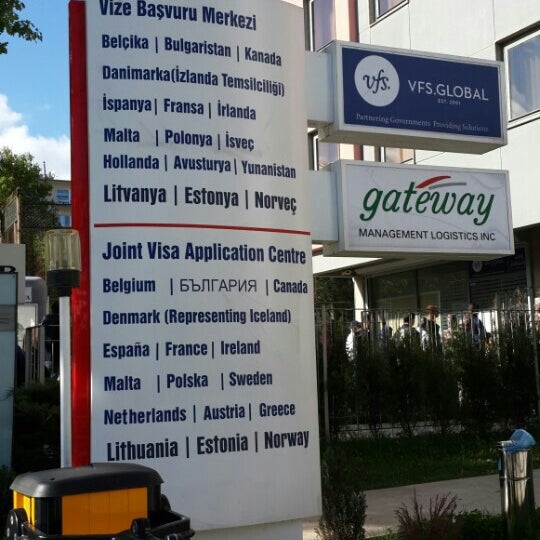 Vize Başvuru Merkezi
Belçika | Bulgaristan | Kanada
Danimarka(İzlanda Temsilciliği)
İspanya | Fransa | İrlanda
Malta | Polonya | İsveç
Hollanda | Avusturya | Yunanistan
Litvanya | Estonya | Norveç
Joint Visa Application Centre
Belgium | БЪЛГАРИЯ | Canada
Denmark (Representing Iceland)
España | France | Ireland
Malta | Polska | Sweden
Netherlands | Austria | Greece
Lithuania | Estonia | Norway
vfs.
VFS.GLOBAL
EST. 2001
Partnering Governments. Providing Solutions.
gateway
MANAGEMENT LOGISTICS INC